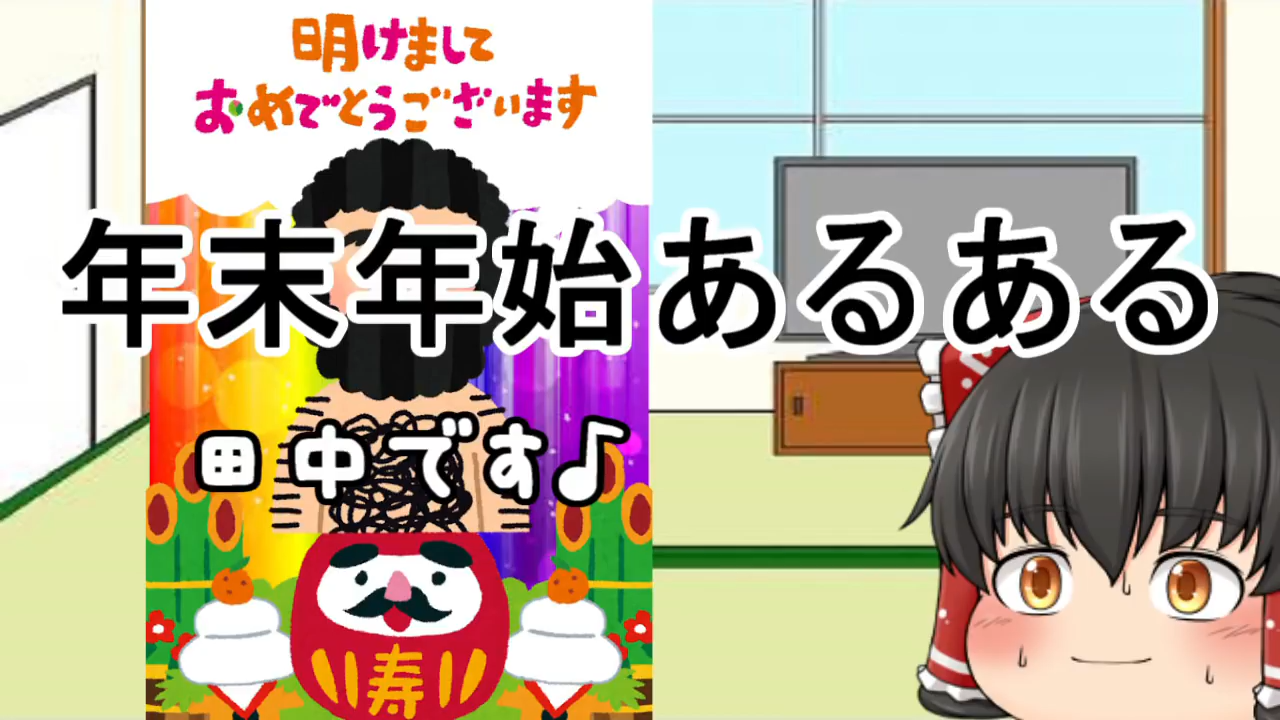 明けまして
おめでとうございます
年末年始あるある
田中です♪
寿